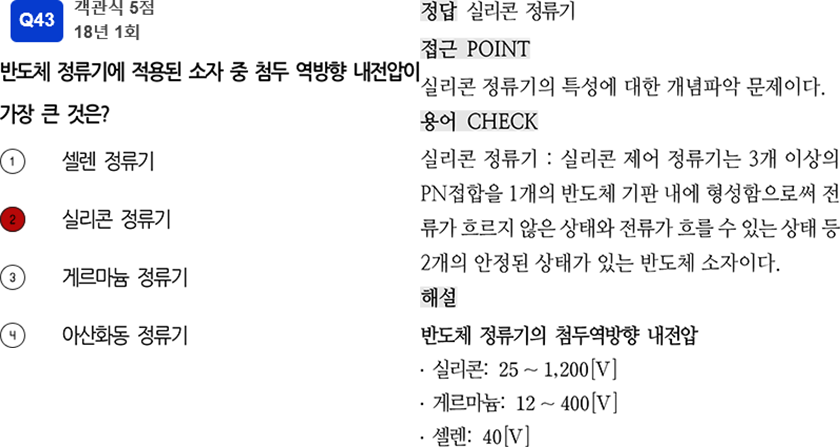 Q43
객관식 5점
18년 1회
반도체 정류기에 적용된 소자 중 첨두 역방향 내전압이
가장 큰 것은?
1 셀렌 정류기
2 실리콘 정류기
3 게르마늄 정류기
4 아산화동 정류기
정답 실리콘 정류기
접근 POINT
실리콘 정류기의 특성에 대한 개념파악 문제이다.
용어 CHECK
실리콘 정류기 : 실리콘 제어 정류기는 3개 이상의
PN접합을 1개의 반도체 기판 내에 형성함으로써 전
류가 흐르지 않은 상태와 전류가 흐를 수 있는 상태 등
2개의 안정된 상태가 있는 반도체 소자이다.
해설
반도체 정류기의 첨두역방향 내전압
· 실리콘: 25 ~ 1,200[V]
· 게르마늄: 12 ~ 400[V]
· 셀렌: 40[V]